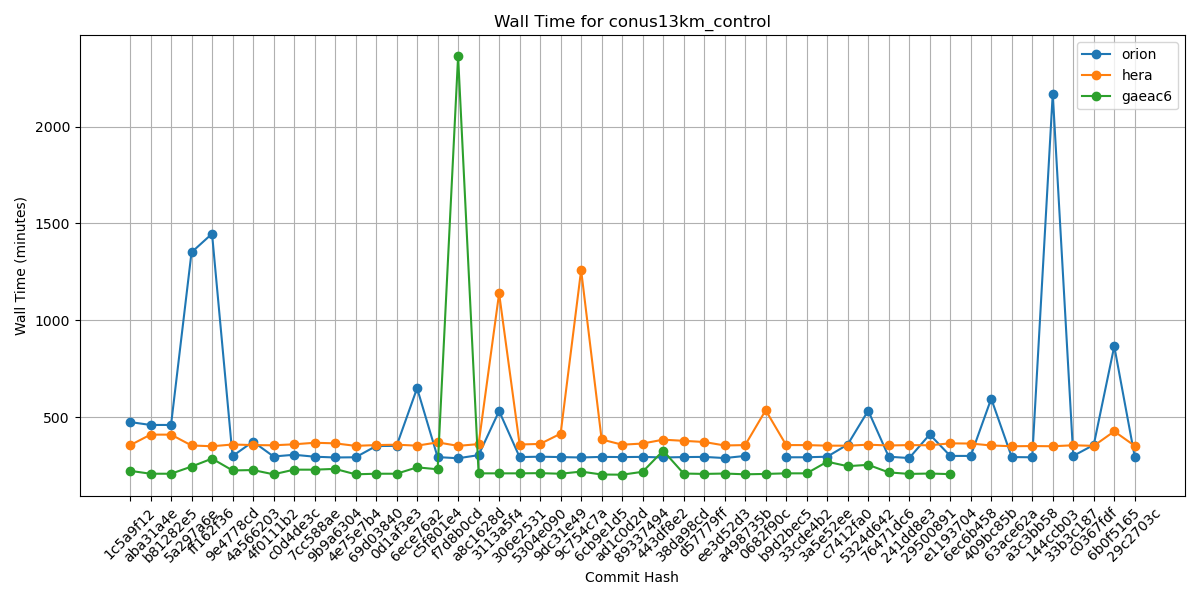 Wall Time for conus13km_control
orion
hera
gaeac6
Wall Time (minutes)
2000
1500
1000
500
1c5a9f12
aba31a4e
b81282e5
5a297a6e
ff162f36
9e4778cd
4a566203
4f0111b2
c0d4de3c
7cc588ae
9b9a6304
4e75e7b4
69d03840
0d1af3e3
6ece76a2
c5f801e4
f7d8b0cd
a8c1628d
3113a5f4
306e2531
5304e090
9dc31e49
9c754c7a
6cb9e1d5
ad1c0d2d
89337494
443df8e2
38da98cd
d5779ff
ee3d52d3
a498735b
0682f90c
b9d2bec5
33cde4b2
3a5e52ee
c7412fa0
5324d642
76471dc6
241dd8e3
29500891
e1193704
6ec6b458
409bc85b
63ace62a
a3c3bb58
144ccb03
33b3c187
c0367fdf
6b0f5165
29c2703c
Commit Hash